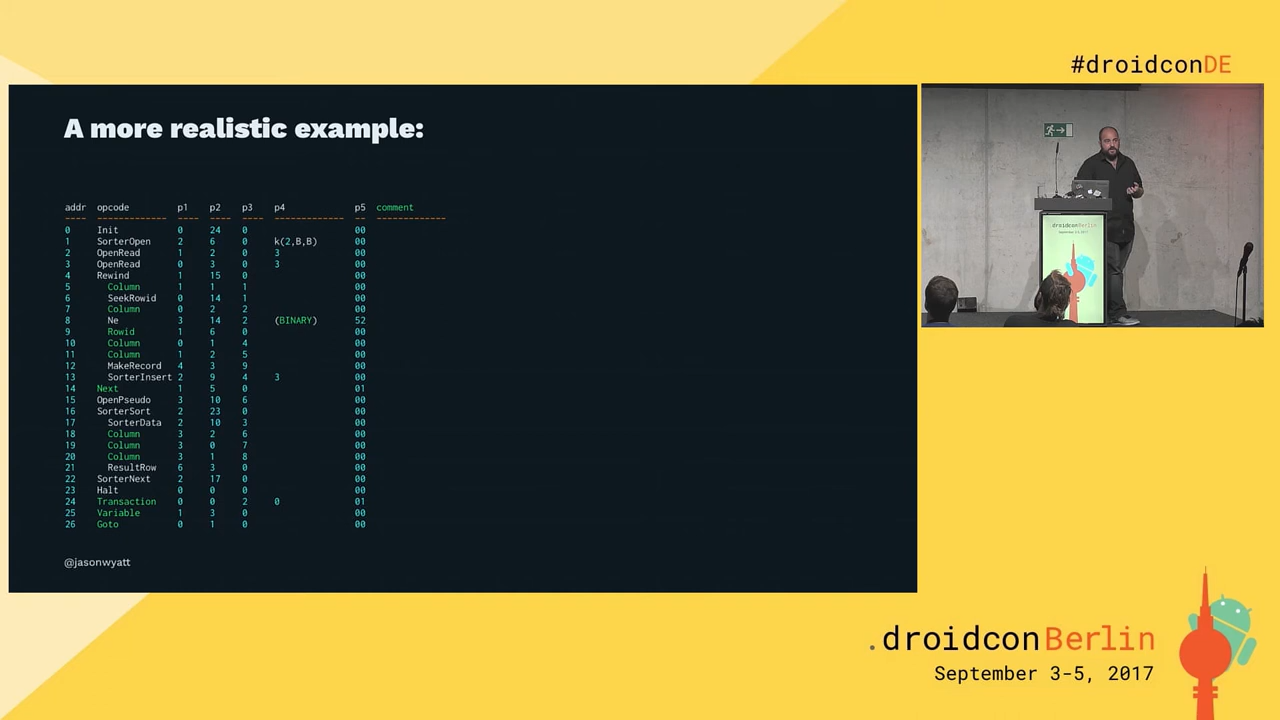 #droidconDE
A more realistic example:
addr opcode p1 p2 p3 p4 p5 comment
---- ------------- ---- ---- ---- ------------- -- -------------
0 Init 0 24 0 00
1 SorterOpen 2 6 0 k(2,B,B) 00
2 OpenRead 1 2 0 3 00
3 OpenRead 0 3 0 3 00
4 Rewind 1 15 0 00
5 Column 1 1 1 00
6 SeekRowid 0 14 1 00
7 Column 0 2 2 00
8 Ne 3 14 2 (BINARY) 52
9 Rowid 1 6 0 00
10 Column 0 1 4 00
11 Column 1 2 5 00
12 MakeRecord 4 3 9 00
13 SorterInsert 2 9 4 3 00
14 Next 1 5 0 01
15 OpenPseudo 3 10 6 00
16 SorterSort 2 23 0 00
17 SorterData 2 10 3 00
18 Column 3 2 6 00
19 Column 3 0 7 00
20 Column 3 1 8 00
21 ResultRow 6 3 0 00
22 SorterNext 2 17 0 00
23 Halt 0 0 0 00
24 Transaction 0 0 2 0 01
25 Variable 1 3 0 00
26 Goto 0 1 0 00
@jasonwyatt
.droidconBerlin
.droidconBerlin
September 3-5, 2017